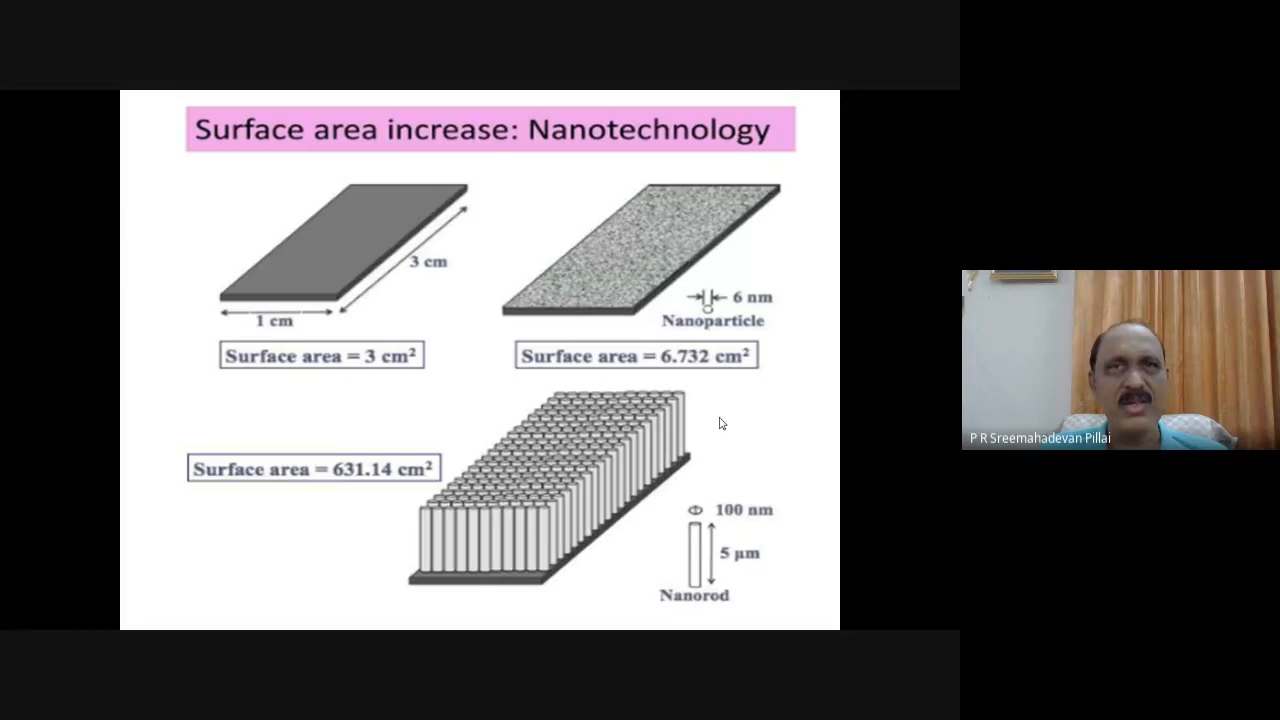 Surface area increase: Nanotechnology
3 cm
1 cm
6 nm
Nanoparticle
Surface area = 3 cm²
Surface area = 6.732 cm²
Surface area = 631.14 cm²
100 nm
5 μm
Nanorod
P R Sreemahadevan Pillai